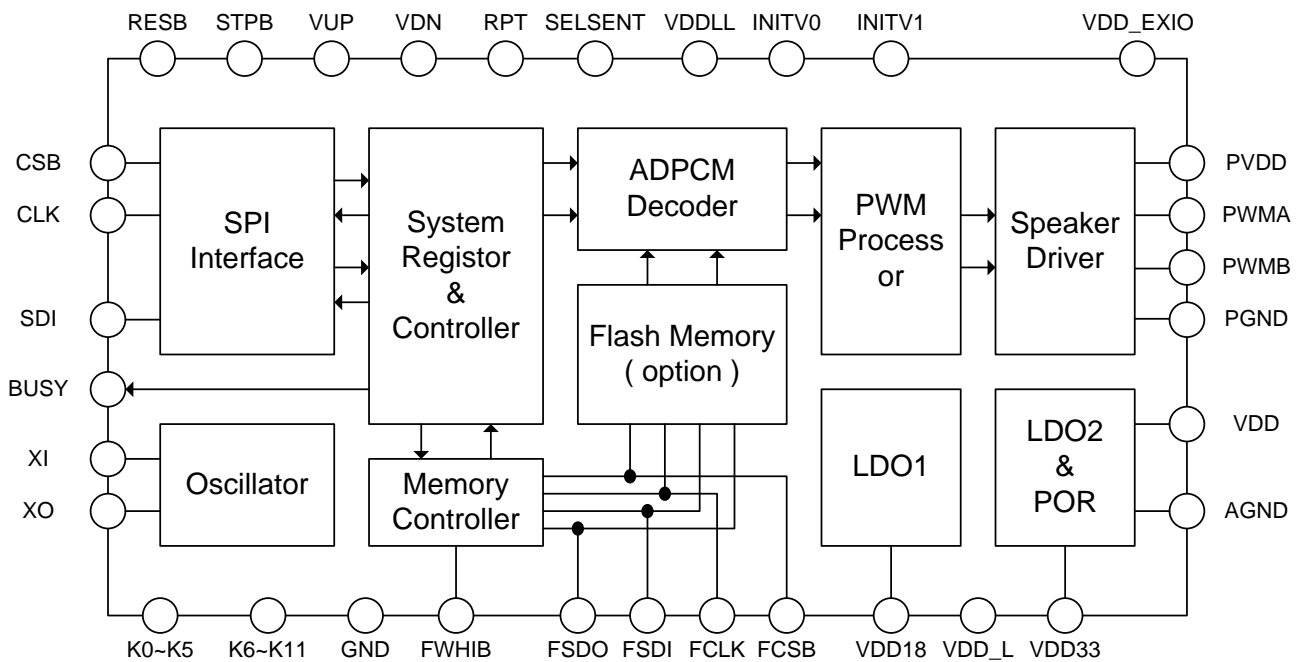 RESB STPB VUP VDN RPT SELSENT VDDLL INITV0 INITV1 VDD_EXIO
CSB
CLK
SDI
BUSY
XI
XO
SPI
Interface
System
Registor
&
Controller
ADPCM
Decoder
PWM
Process
or
Speaker
Driver
PVDD
PWMA
PWMB
PGND
Flash Memory
( option )
Oscillator
Memory
Controller
LDO1
LDO2
&
POR
VDD
AGND
K0~K5 K6~K11 GND FWHIB FSDO FSDI FCLK FCSB VDD18 VDD_L VDD33